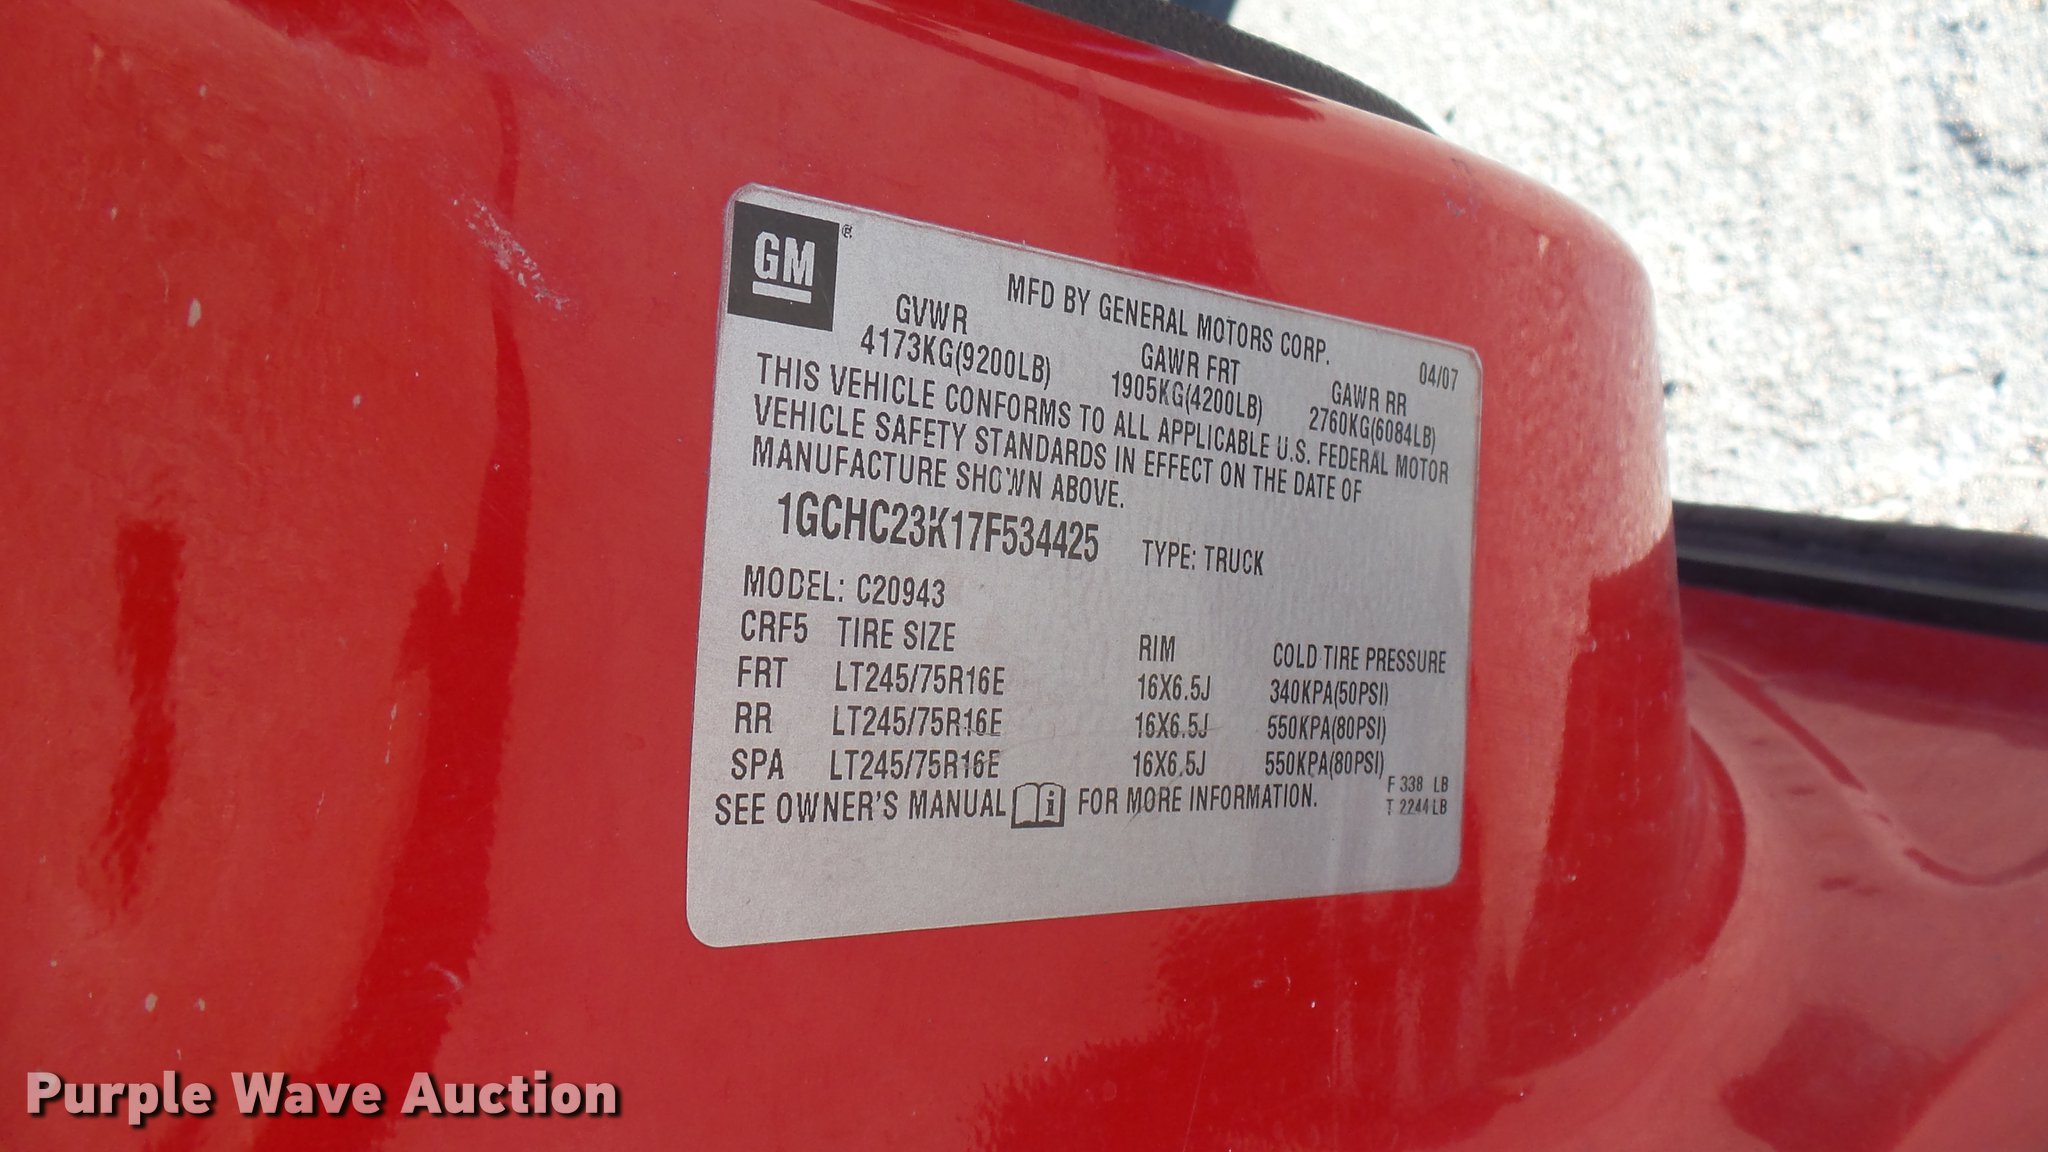 GM
MFD BY GENERAL MOTORS CORP.
04/07
GVWR GAWR FRT GAWR RR
4173KG(9200LB) 1905KG(4200LB) 2760KG(6084LB)
THIS VEHICLE CONFORMS TO ALL APPLICABLE U.S. FEDERAL MOTOR
VEHICLE SAFETY STANDARDS IN EFFECT ON THE DATE OF
MANUFACTURE SHOWN ABOVE.
1GCHC23K17F534425 TYPE: TRUCK
MODEL: C20943
CRF5 TIRE SIZE RIM COLD TIRE PRESSURE
FRT LT245/75R16E 16X6.5J 340KPA(50PSI)
RR LT245/75R16E 16X6.5J 550KPA(80PSI)
SPA LT245/75R16E 16X6.5J 550KPA(80PSI)
F 338 LB
SEE OWNER'S MANUAL i FOR MORE INFORMATION.
T 2244LB
Purple Wave Auction